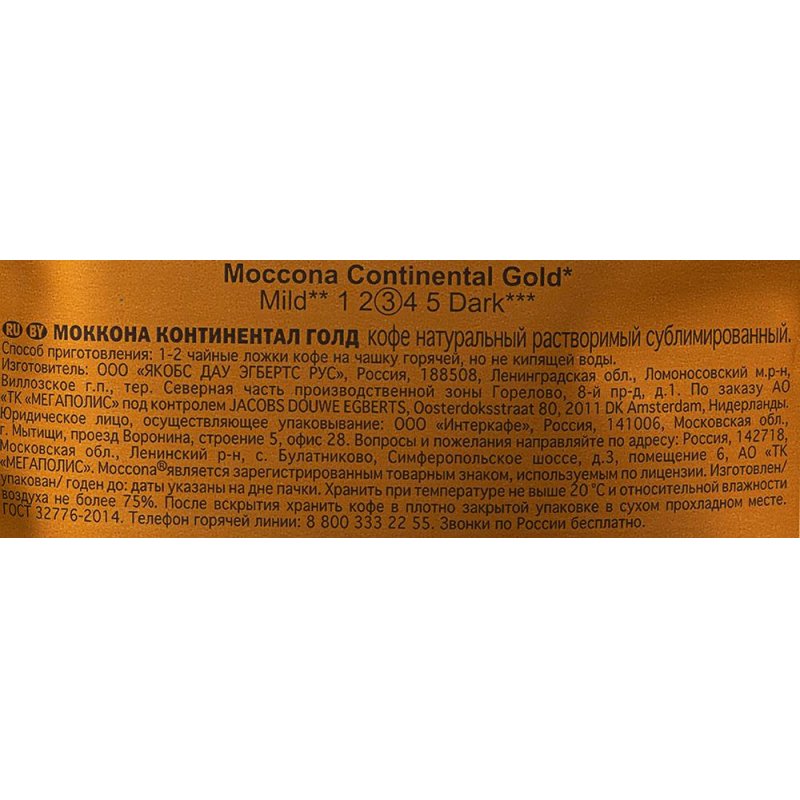 Moccona Continental Gold*
Mild** 1 2 3 4 5 Dark***
RU BY МОККОНА КОНТИНЕНТАЛ ГОЛД кофе натуральный растворимый сублимированный.
Способ приготовления: 1-2 чайные ложки кофе на чашку горячей, но не кипящей воды.
Изготовитель: ООО «ЯКОБС ДАУ ЭГБЕРТС РУС», Россия, 188508, Ленинградская обл., Ломоносовский м.р-н,
Виллозское г.п., тер. Северная часть производственной зоны Горелово, 8-й пр-д, д.1. По заказу АО
«ТК «МЕГАПОЛИС» под контролем JACOBS DOUWE EGBERTS, Oosterdoksstraat 80, 2011 DK Amsterdam, Нидерланды.
Юридическое лицо, осуществляющее упаковывание: ООО «Интеркафе», Россия, 141006, Московская обл.,
г. Мытищи, проезд Воронина, строение 5, офис 28. Вопросы и пожелания направляйте по адресу: Россия, 142718,
Московская обл., Ленинский р-н, с. Булатниково, Симферопольское шоссе, д.3, помещение 6, АО «ТК
«МЕГАПОЛИС». Moccona® является зарегистрированным товарным знаком, используемым по лицензии. Изготовлен/
упакован/ годен до: даты указаны на дне пачки. Хранить при температуре не выше 20 °С и относительной влажности
воздуха не более 75%. После вскрытия хранить кофе в плотно закрытой упаковке в сухом прохладном месте.
ГОСТ 32776-2014. Телефон горячей линии: 8 800 333 22 55. Звонки по России бесплатно.